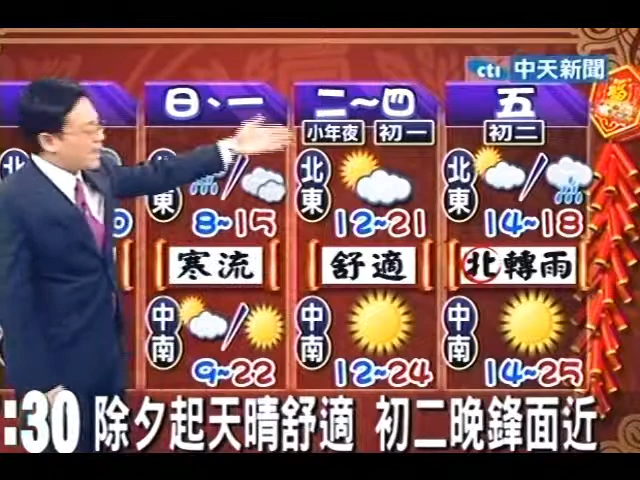 cti 中天新聞
日、一
二～四
五
小年夜 初一
初二
北東
8~15
北東
12~21
北東
14~18
寒流
舒適
北轉雨
中南
9~22
中南
12~24
中南
14~25
:30 除夕起天晴舒適 初二晚鋒面近